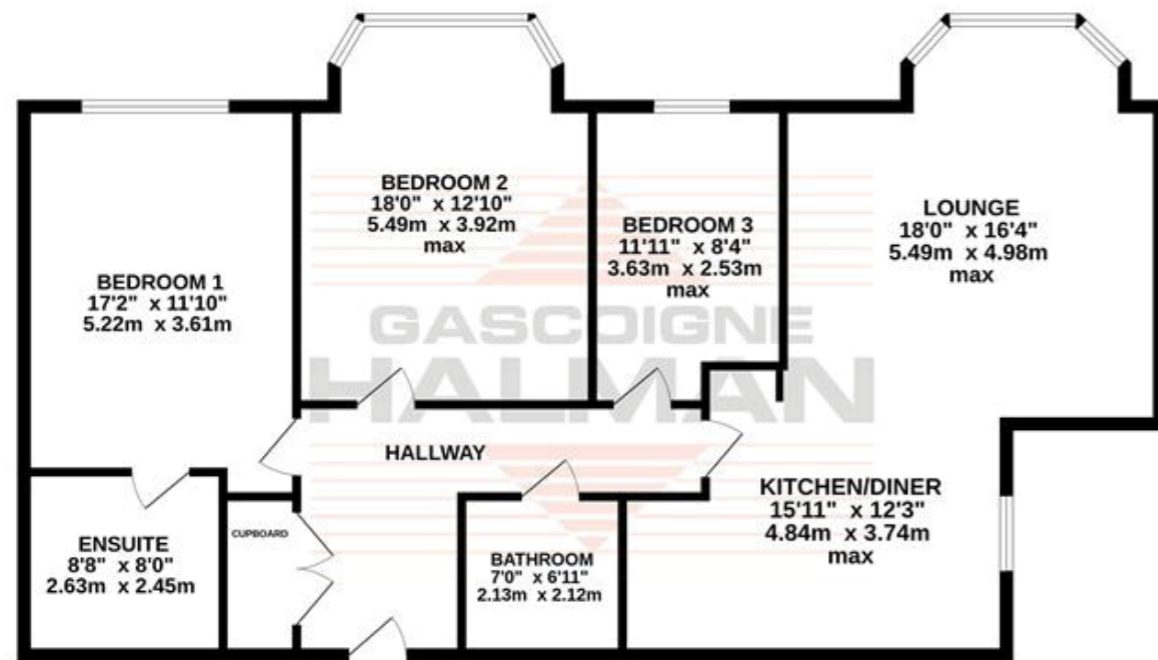 BEDROOM 1
17'2" x 11'10"
5.22m x 3.61m
BEDROOM 2
18'0" x 12'10"
5.49m x 3.92m
max
BEDROOM 3
11'11" x 8'4"
3.63m x 2.53m
max
LOUNGE
18'0" x 16'4"
5.49m x 4.98m
max
GASCOIGNE
HALMAN
HALLWAY
KITCHEN/DINER
15'11" x 12'3"
4.84m x 3.74m
max
ENSUITE
8'8" x 8'0"
2.63m x 2.45m
CUPBOARD
BATHROOM
7'0" x 6'11"
2.13m x 2.12m